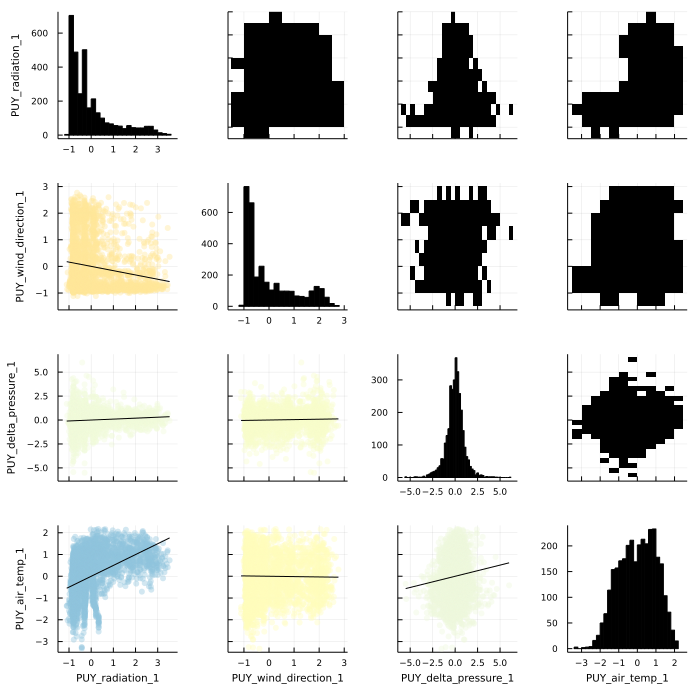 PUY_radiation_1
600
400
200
0
−1 0 1 2 3
PUY_wind_direction_1
3
2
1
0
−1
600
400
200
0
−1 0 1 2 3
PUY_delta_pressure_1
5.0
2.5
0.0
−2.5
−5.0
300
200
100
0
−5.0 −2.5 0.0 2.5 5.0
PUY_air_temp_1
2
1
0
−1
−2
−3
−1 0 1 2 3
PUY_radiation_1
−1 0 1 2 3
PUY_wind_direction_1
−5.0 −2.5 0.0 2.5 5.0
PUY_delta_pressure_1
200
150
100
50
0
−3 −2 −1 0 1 2
PUY_air_temp_1